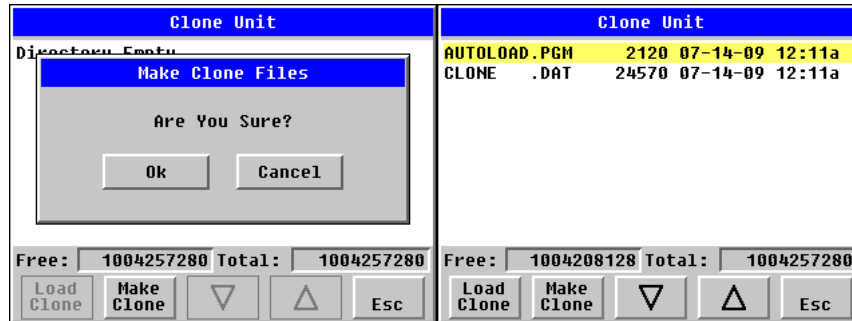 Clone Unit
Directory Empty
Make Clone Files
Are You Sure?
Ok Cancel
Free: 1004257280 Total: 1004257280
Load Clone Make Clone Esc
Clone Unit
AUTOLOAD.PGM 2120 07-14-09 12:11a
CLONE .DAT 24570 07-14-09 12:11a
Free: 1004208128 Total: 1004257280
Load Clone Make Clone Esc